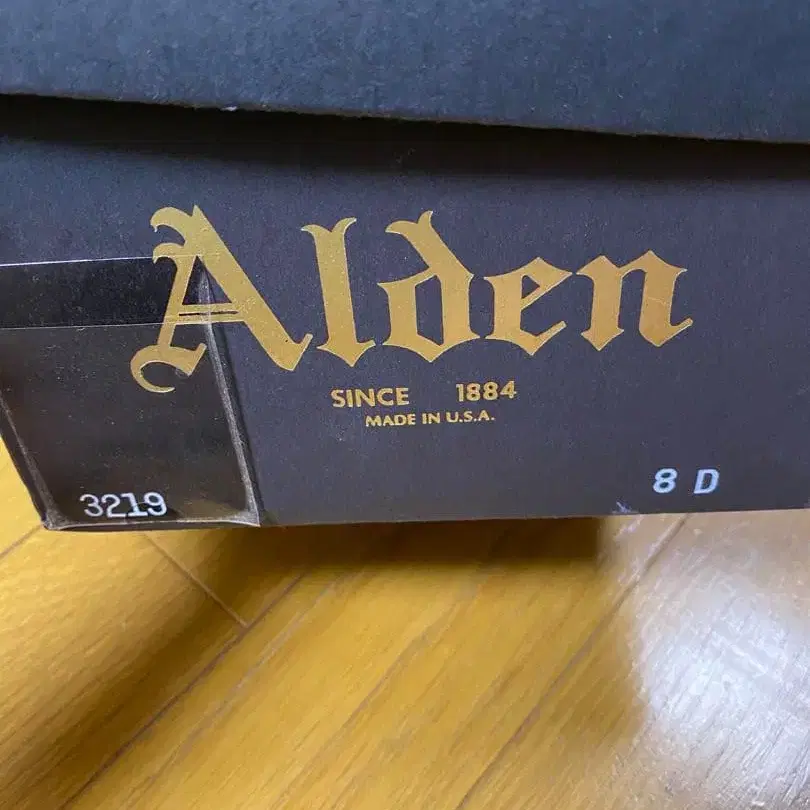 Alden
SINCE 1884
MADE IN U.S.A.
8 D
3219